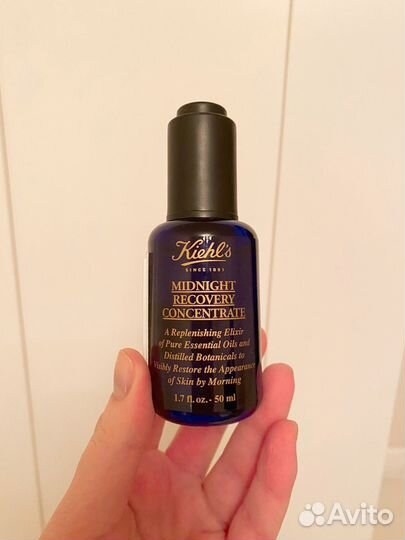 Kiehl's
SINCE 1851
MIDNIGHT
RECOVERY
CONCENTRATE
A Replenishing Elixir
of Pure Essential Oils and
Distilled Botanicals to
Visibly Restore the Appearance
of Skin by Morning
1.7 fl. oz. - 50 ml
Avito